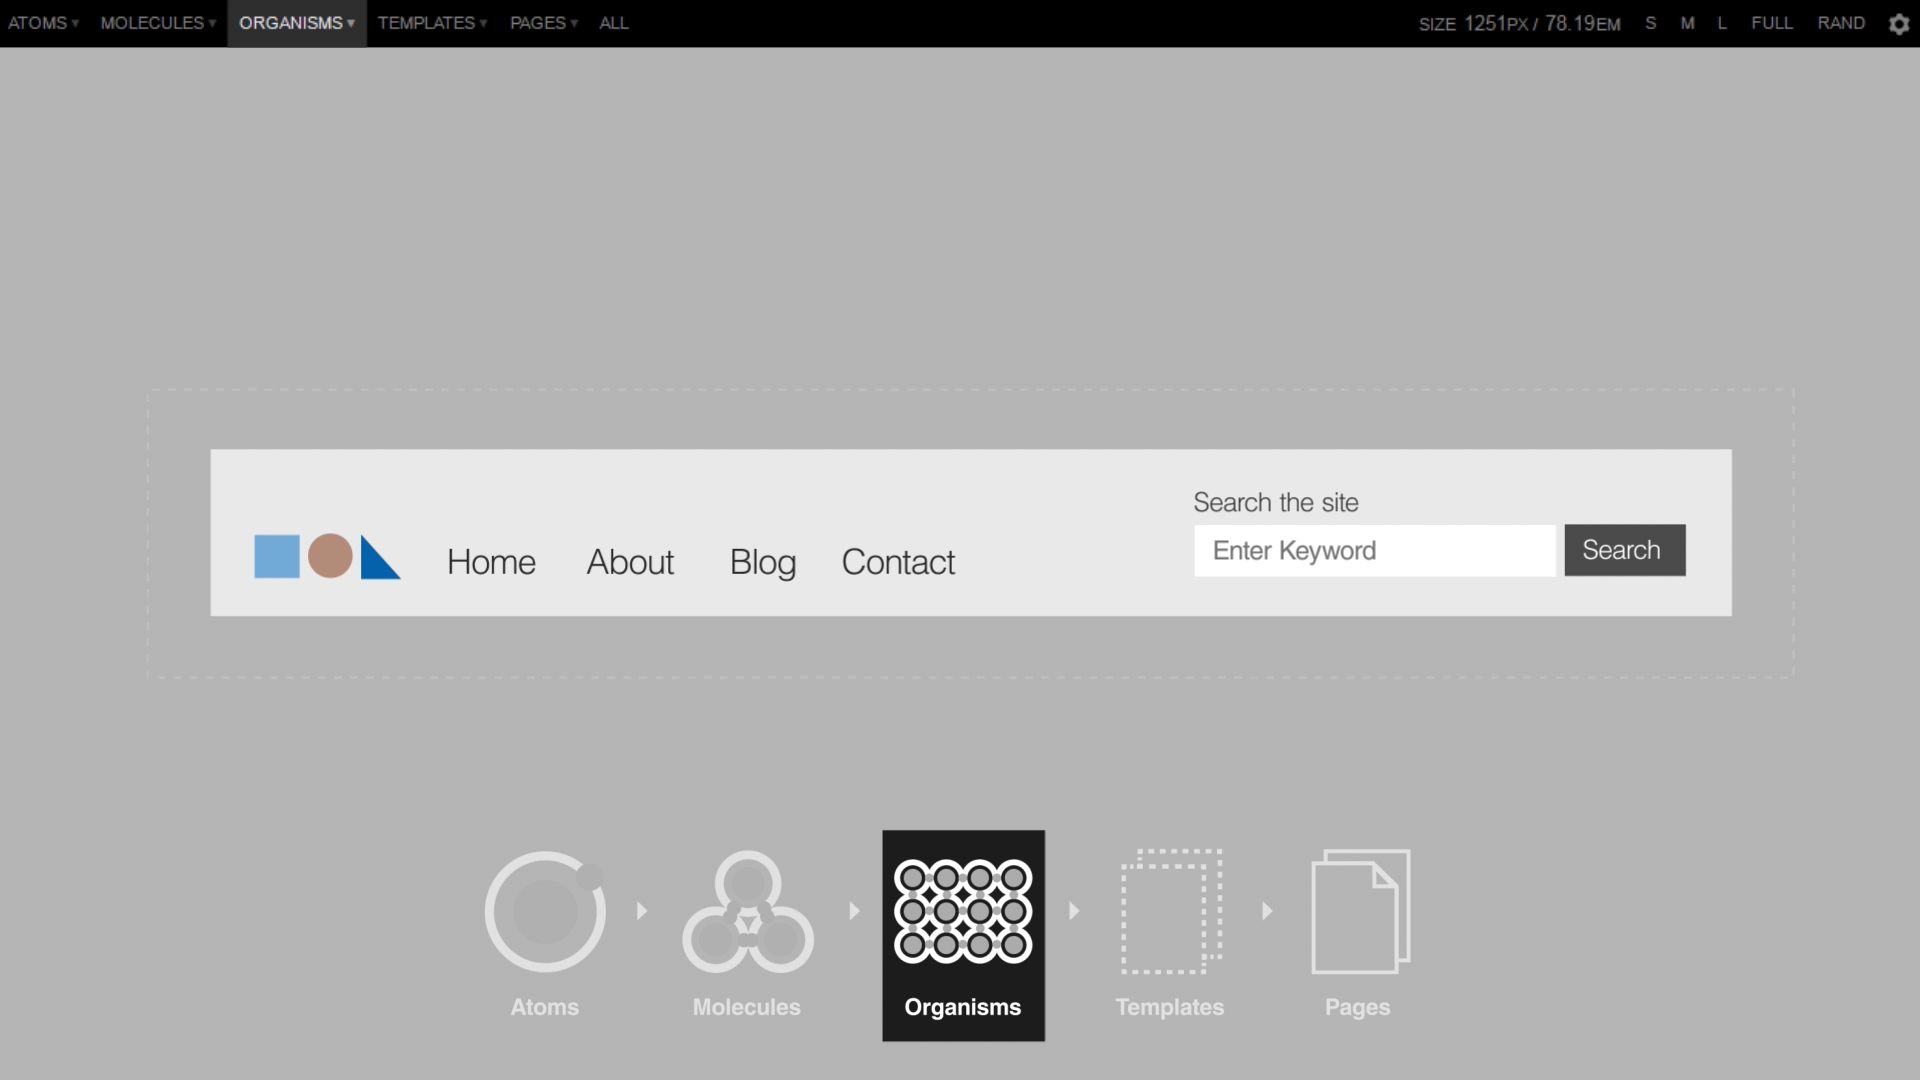 ATOMS▾ MOLECULES▾ ORGANISMS▾ TEMPLATES▾ PAGES▾ ALL SIZE 1251PX / 78.19EM S M L FULL RAND
Search the site
Home About Blog Contact Enter Keyword Search
Atoms Molecules Organisms Templates Pages